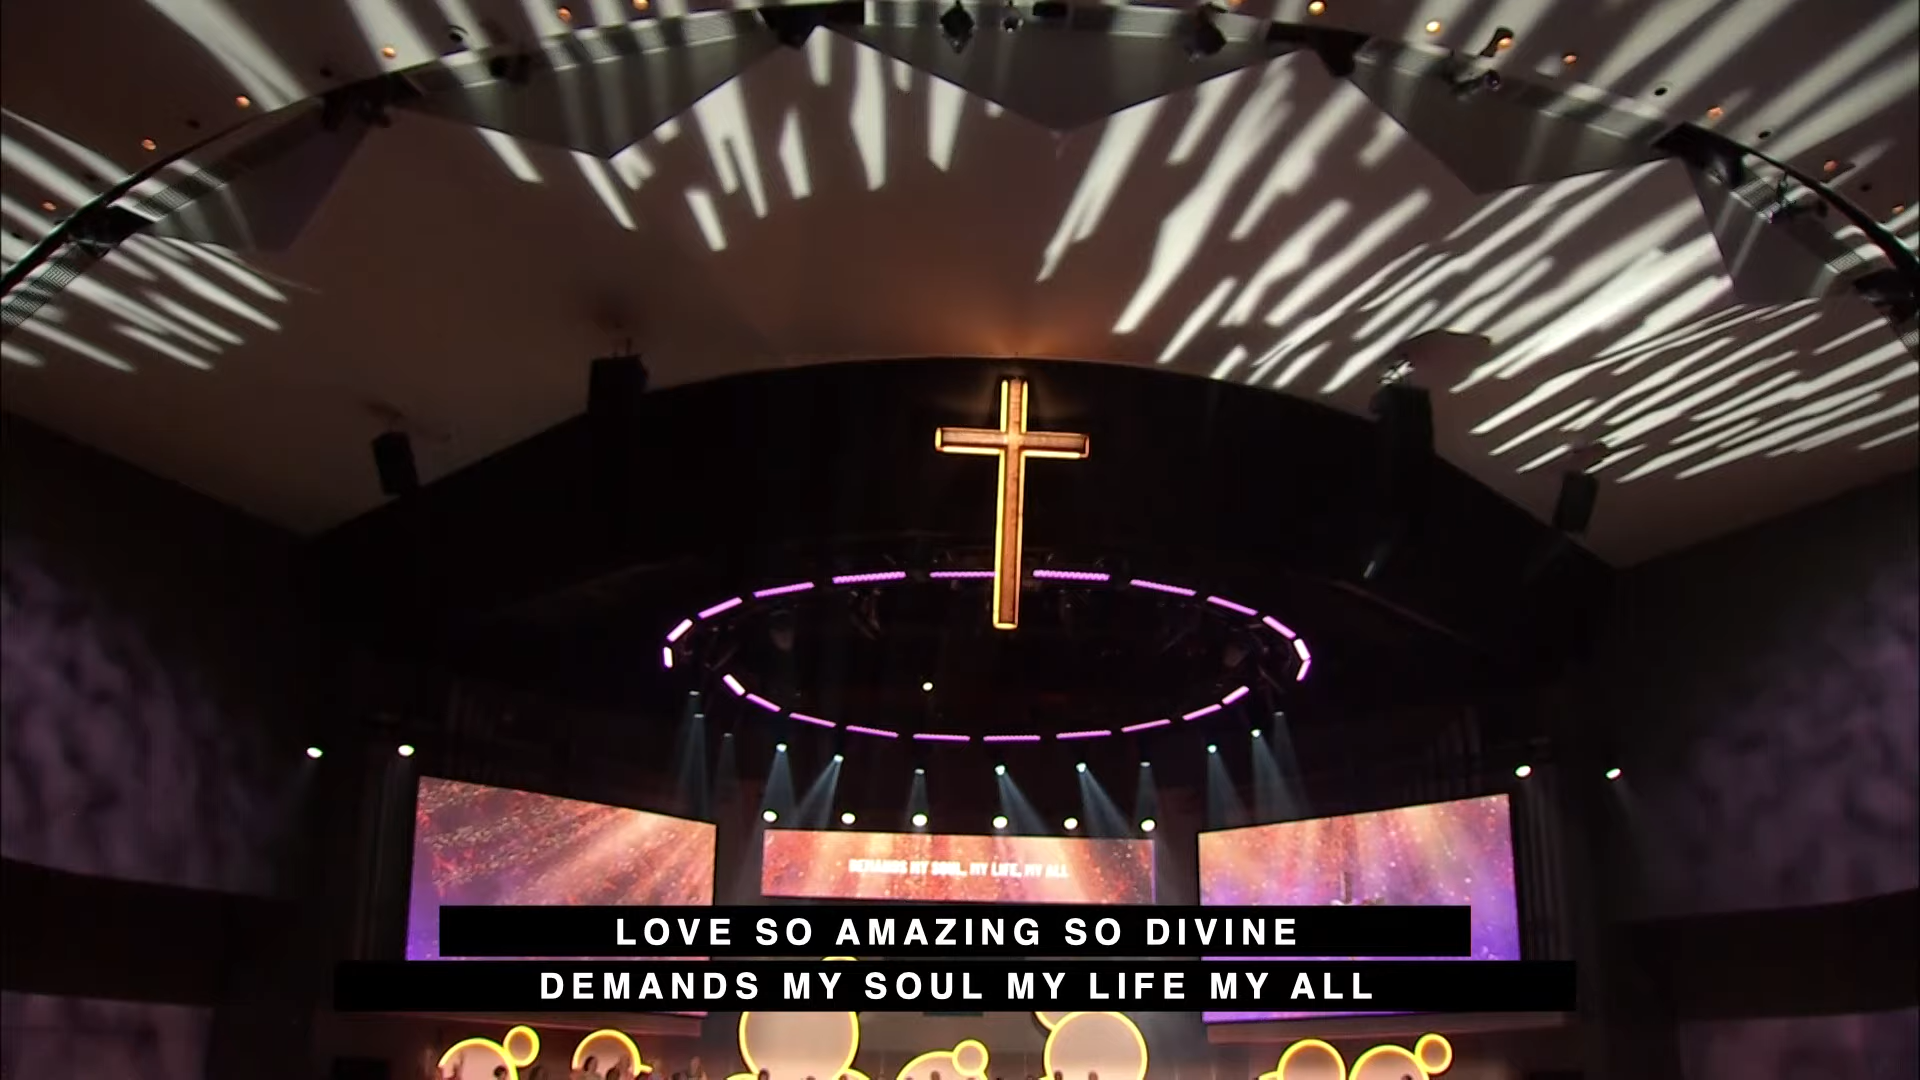 DEMANDS MY SOUL, MY LIFE, MY ALL
LOVE SO AMAZING SO DIVINE
DEMANDS MY SOUL MY LIFE MY ALL